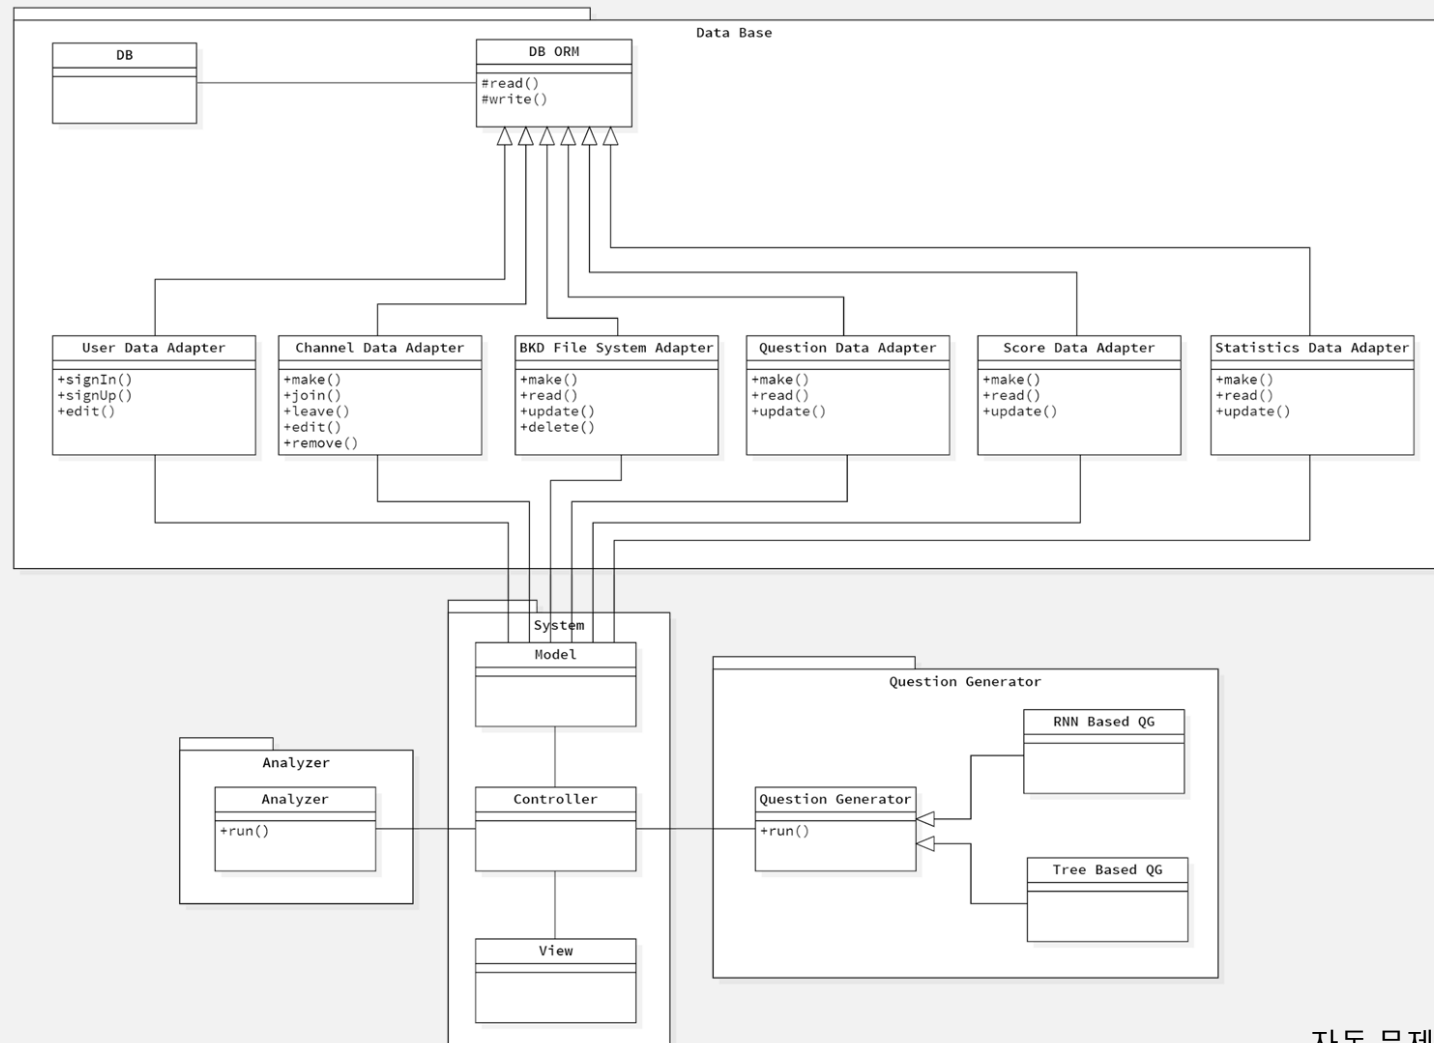 Data Base
DB
DB ORM
#read()
#write()
User Data Adapter
+signIn()
+signUp()
+edit()
Channel Data Adapter
+make()
+join()
+leave()
+edit()
+remove()
BKD File System Adapter
+make()
+read()
+update()
+delete()
Question Data Adapter
+make()
+read()
+update()
Score Data Adapter
+make()
+read()
+update()
Statistics Data Adapter
+make()
+read()
+update()
System
Model
Analyzer
Analyzer
+run()
Controller
View
Question Generator
Question Generator
+run()
RNN Based QG
Tree Based QG